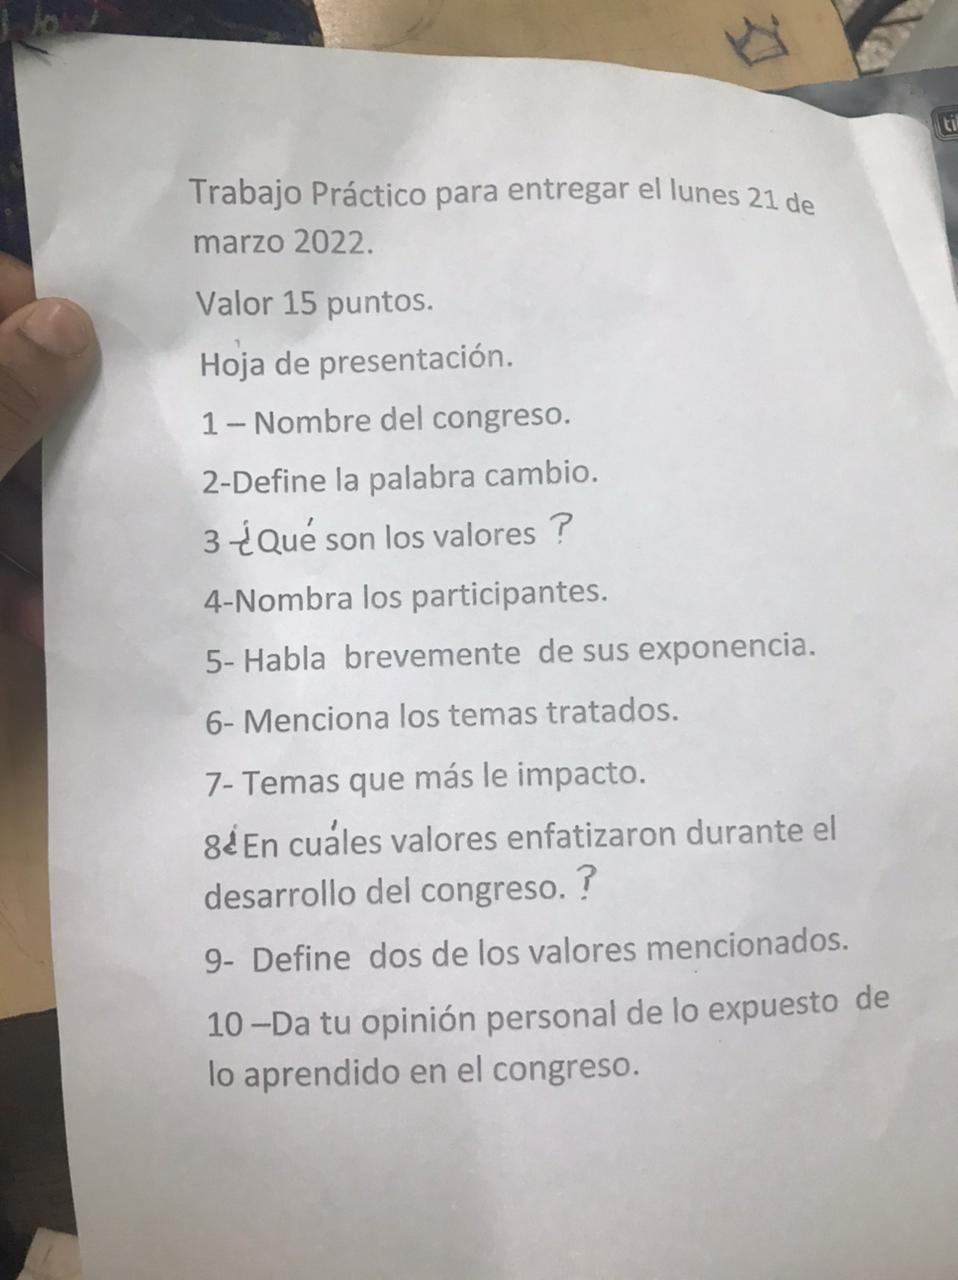 Trabajo Práctico para entregar el lunes 21 de
marzo 2022.
Valor 15 puntos.
Hoja de presentación.
1 – Nombre del congreso.
2-Define la palabra cambio.
3 -¿Qué son los valores ?
4-Nombra los participantes.
5- Habla brevemente de sus exponencia.
6- Menciona los temas tratados.
7- Temas que más le impacto.
8¿En cuáles valores enfatizaron durante el
desarrollo del congreso. ?
9- Define dos de los valores mencionados.
10 –Da tu opinión personal de lo expuesto de
lo aprendido en el congreso.